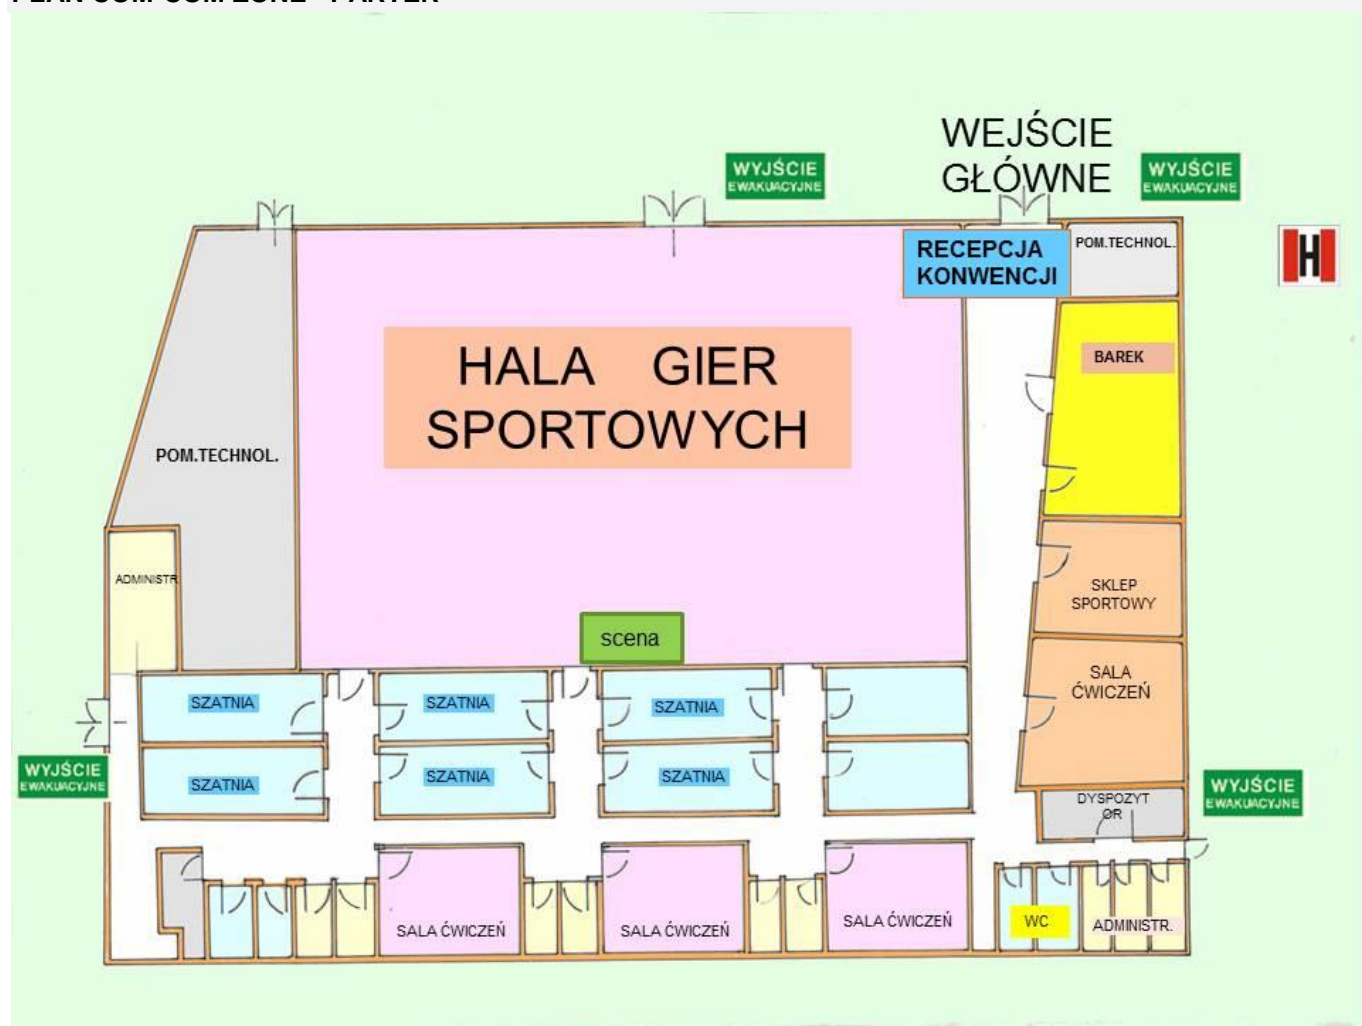 WEJŚCIE
GŁÓWNE
WYJŚCIE
EWAKUACYJNE
WYJŚCIE
EWAKUACYJNE
H
RECEPCJA
KONWENCJI
POM.TECHNOL.
HALA GIER
SPORTOWYCH
BAREK
POM.TECHNOL.
ADMINISTR
SKLEP
SPORTOWY
scena
SALA
ĆWICZEŃ
SZATNIA
SZATNIA
SZATNIA
SZATNIA
SZATNIA
SZATNIA
WYJŚCIE
EWAKUACYJNE
DYSPOZYT
OR
WYJŚCIE
EWAKUACYJNE
SALA ĆWICZEŃ
SALA ĆWICZEŃ
SALA ĆWICZEŃ
WC
ADMINISTR.